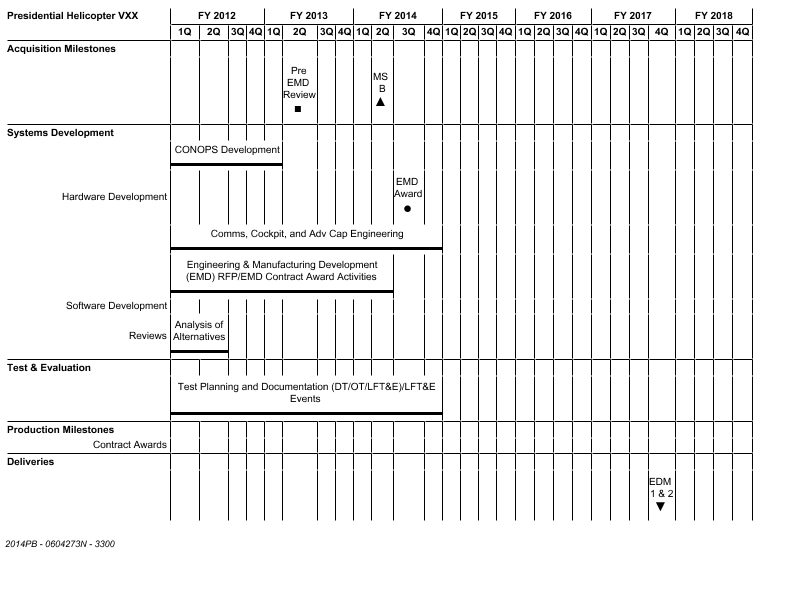 Presidential Helicopter VXX FY 2012 FY 2013 FY 2014 FY 2015 FY 2016 FY 2017 FY 2018
1Q 2Q 3Q 4Q 1Q 2Q 3Q 4Q 1Q 2Q 3Q 4Q 1Q 2Q 3Q 4Q 1Q 2Q 3Q 4Q 1Q 2Q 3Q 4Q 1Q 2Q 3Q 4Q
Acquisition Milestones
Pre
EMD
Review
MS
B
Systems Development
CONOPS Development
Hardware Development
EMD
Award
Comms, Cockpit, and Adv Cap Engineering
Engineering & Manufacturing Development
(EMD) RFP/EMD Contract Award Activities
Software Development
Reviews
Analysis of
Alternatives
Test & Evaluation
Test Planning and Documentation (DT/OT/LFT&E)/LFT&E
Events
Production Milestones
Contract Awards
Deliveries
EDM
1 & 2
2014PB - 0604273N - 3300